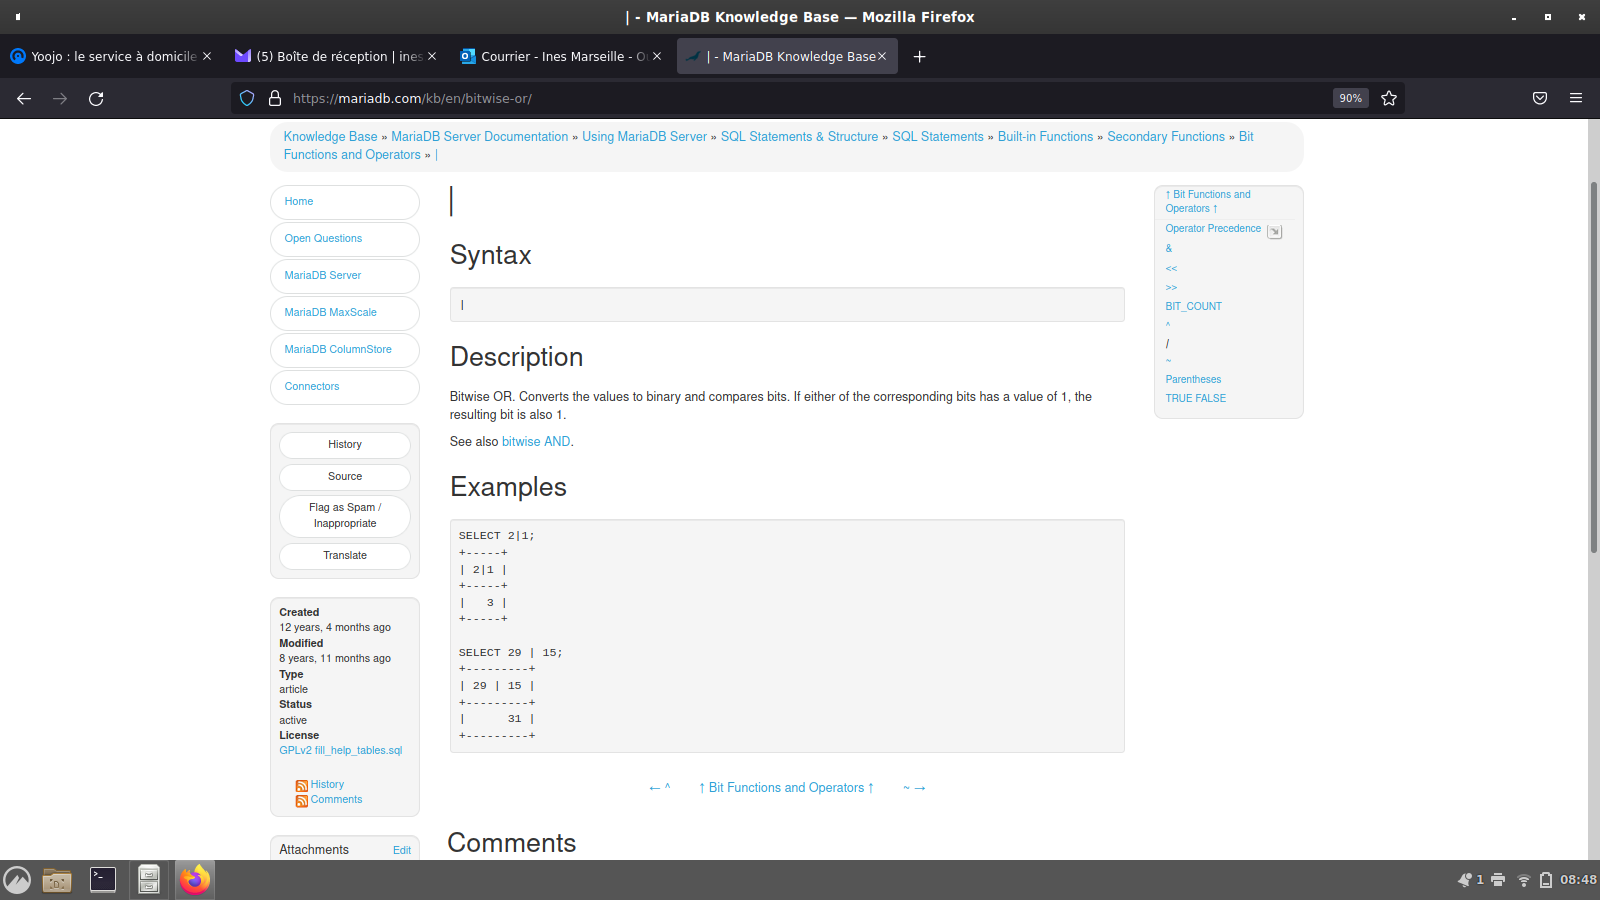 | - MariaDB Knowledge Base — Mozilla Firefox
Yoojo : le service à domicile
(5) Boîte de réception | ines
Courrier - Ines Marseille - O
| - MariaDB Knowledge Base
https://mariadb.com/kb/en/bitwise-or/
90%
Knowledge Base » MariaDB Server Documentation » Using MariaDB Server » SQL Statements & Structure » SQL Statements » Built-in Functions » Secondary Functions » Bit
Functions and Operators » |
Home
Open Questions
MariaDB Server
MariaDB MaxScale
MariaDB ColumnStore
Connectors
History
Source
Flag as Spam /
Inappropriate
Translate
Created
12 years, 4 months ago
Modified
8 years, 11 months ago
Type
article
Status
active
License
GPLv2 fill_help_tables.sql
History
Comments
Attachments
Edit
|
Syntax
|
Description
Bitwise OR. Converts the values to binary and compares bits. If either of the corresponding bits has a value of 1, the
resulting bit is also 1.
See also bitwise AND.
Examples
SELECT 2|1;
+-----+
| 2|1 |
+-----+
|   3 |
+-----+
SELECT 29 | 15;
+---------+
| 29 | 15 |
+---------+
|      31 |
+---------+
← ^
↑ Bit Functions and Operators ↑
~ →
Comments
↑ Bit Functions and
Operators ↑
Operator Precedence
&
<<
>>
BIT_COUNT
^
|
~
Parentheses
TRUE FALSE
1
08:48